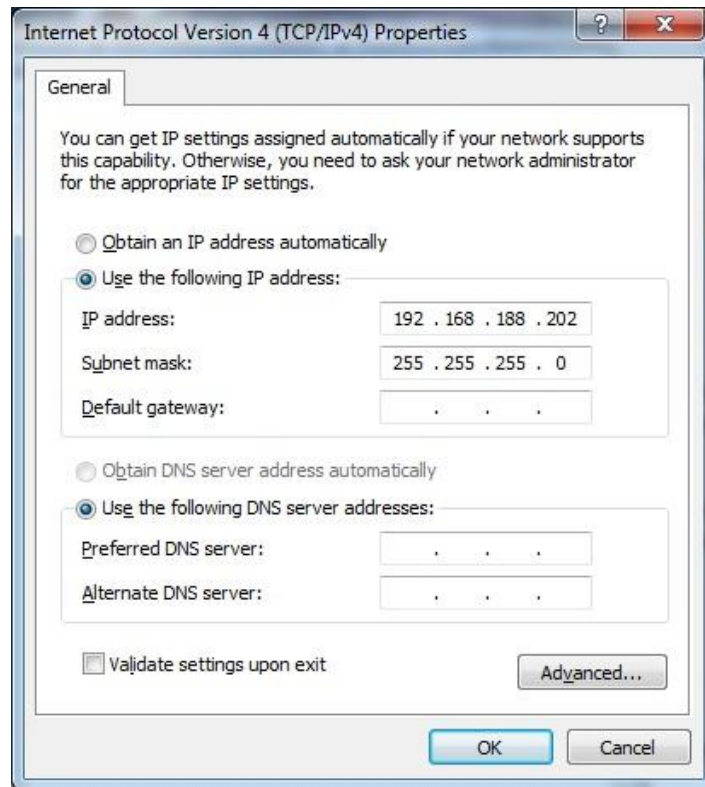 Internet Protocol Version 4 (TCP/IPv4) Properties
?
X
General
You can get IP settings assigned automatically if your network supports
this capability. Otherwise, you need to ask your network administrator
for the appropriate IP settings.
Obtain an IP address automatically
Use the following IP address:
IP address: 192 . 168 . 188 . 202
Subnet mask: 255 . 255 . 255 . 0
Default gateway: . . .
Obtain DNS server address automatically
Use the following DNS server addresses:
Preferred DNS server: . . .
Alternate DNS server: . . .
Validate settings upon exit
Advanced...
OK Cancel